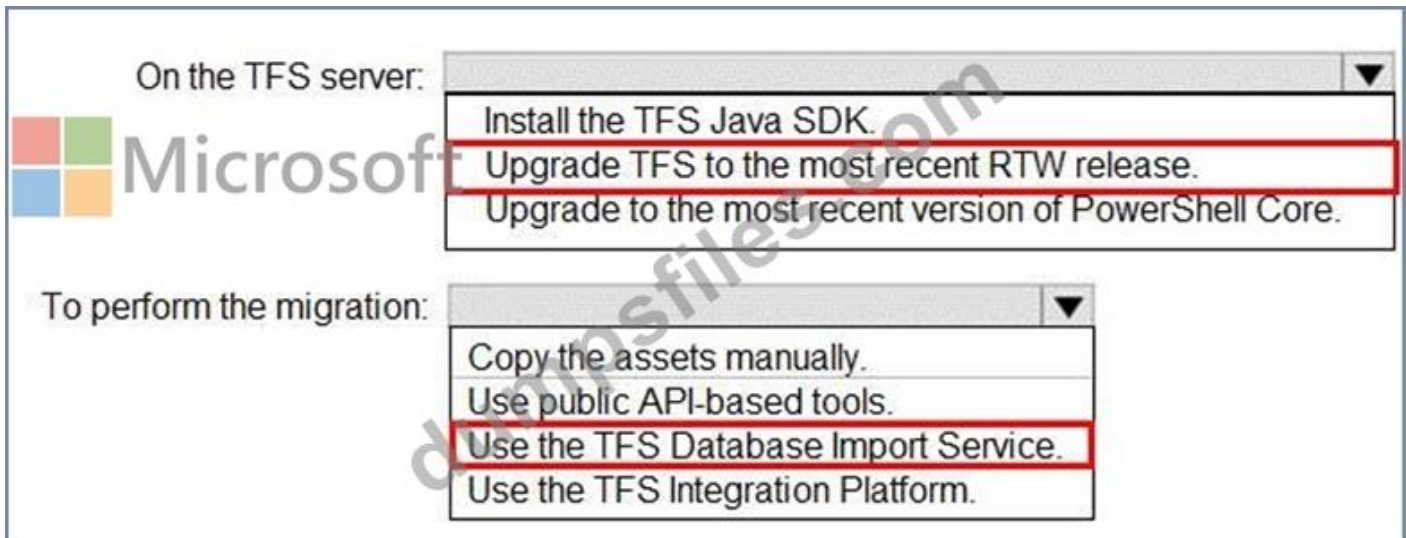 On the TFS server:
Install the TFS Java SDK.
Microsoft
Upgrade TFS to the most recent RTW release.
Upgrade to the most recent version of PowerShell Core.
To perform the migration:
Copy the assets manually.
Use public API-based tools.
Use the TFS Database Import Service.
Use the TFS Integration Platform.
dumpsfiles.com